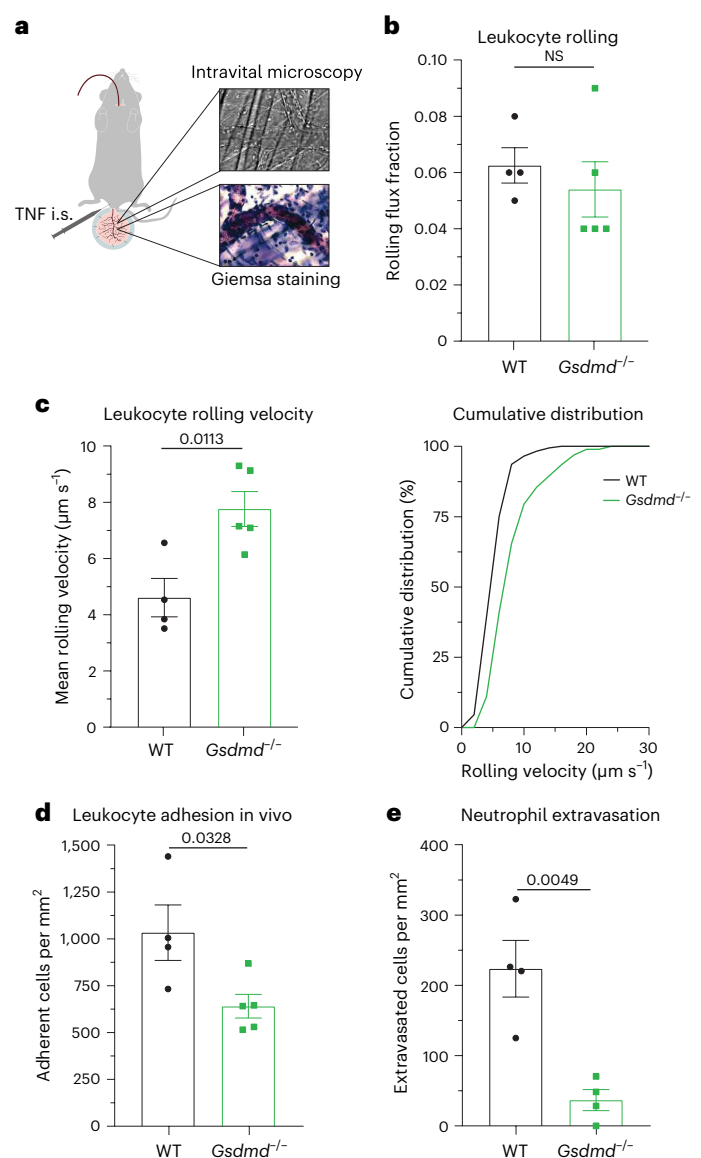 a
Intravital microscopy
TNF i.s.
Giemsa staining
b
Leukocyte rolling
NS
Rolling flux fraction
0.10
0.08
0.06
0.04
0.02
0
WT
Gsdmd−/−
c
Leukocyte rolling velocity
0.0113
Mean rolling velocity (µm s−1)
10
8
6
4
2
0
WT
Gsdmd−/−
Cumulative distribution
Cumulative distribution (%)
100
75
50
25
0
WT
Gsdmd−/−
0
10
20
30
Rolling velocity (µm s−1)
d
Leukocyte adhesion in vivo
0.0328
Adherent cells per mm2
1,500
1,250
1,000
750
500
250
0
WT
Gsdmd−/−
e
Neutrophil extravasation
0.0049
Extravasated cells per mm2
400
300
200
100
0
WT
Gsdmd−/−